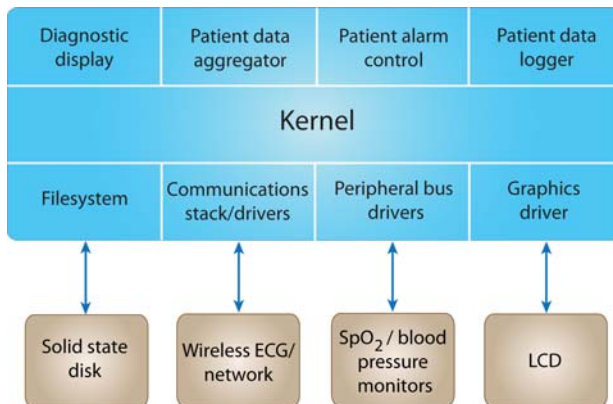 Diagnostic
display
Patient data
aggregator
Patient alarm
control
Patient data
logger
Kernel
Filesystem
Communications
stack/drivers
Peripheral bus
drivers
Graphics
driver
Solid state
disk
Wireless ECG/
network
SpO₂ / blood
pressure
monitors
LCD